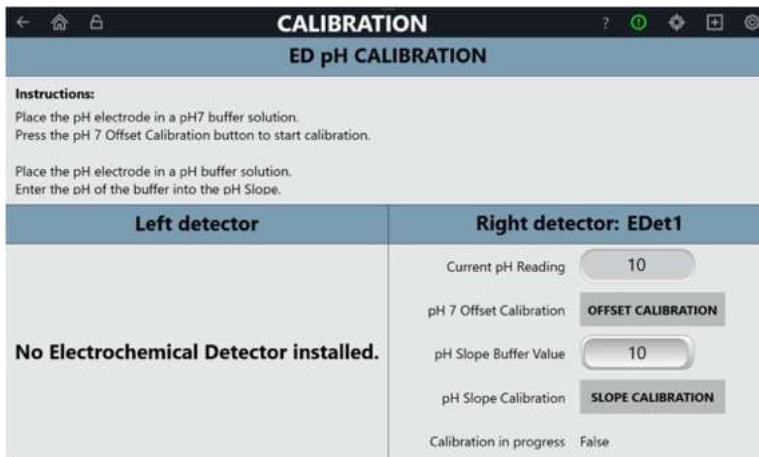 CALIBRATION
?
ED pH CALIBRATION
Instructions:
Place the pH electrode in a pH7 buffer solution.
Press the pH 7 Offset Calibration button to start calibration.
Place the pH electrode in a pH buffer solution.
Enter the pH of the buffer into the pH Slope.
Left detector
No Electrochemical Detector installed.
Right detector: EDet1
Current pH Reading 10
pH 7 Offset Calibration OFFSET CALIBRATION
pH Slope Buffer Value 10
pH Slope Calibration SLOPE CALIBRATION
Calibration in progress False